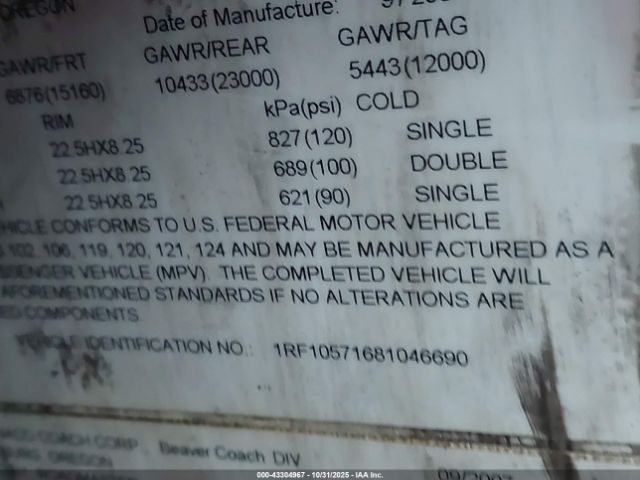 OREGON Date of Manufacture:
GAWR/FRT GAWR/REAR GAWR/TAG
6876(15160) 10433(23000) 5443(12000)
RIM kPa(psi) COLD
22.5HX8.25 827(120) SINGLE
22.5HX8.25 689(100) DOUBLE
22.5HX8.25 621(90) SINGLE
HICLE CONFORMS TO U.S. FEDERAL MOTOR VEHICLE
102, 106, 119, 120, 121, 124 AND MAY BE MANUFACTURED AS A
SSENGER VEHICLE (MPV). THE COMPLETED VEHICLE WILL
AFOREMENTIONED STANDARDS IF NO ALTERATIONS ARE
ED COMPONENTS
VEHICLE IDENTIFICATION NO.: 1RF10571681046690
COACH CORP. Beaver Coach DIV
OREGON
000-43304967 - 10/31/2025 - IAA Inc.